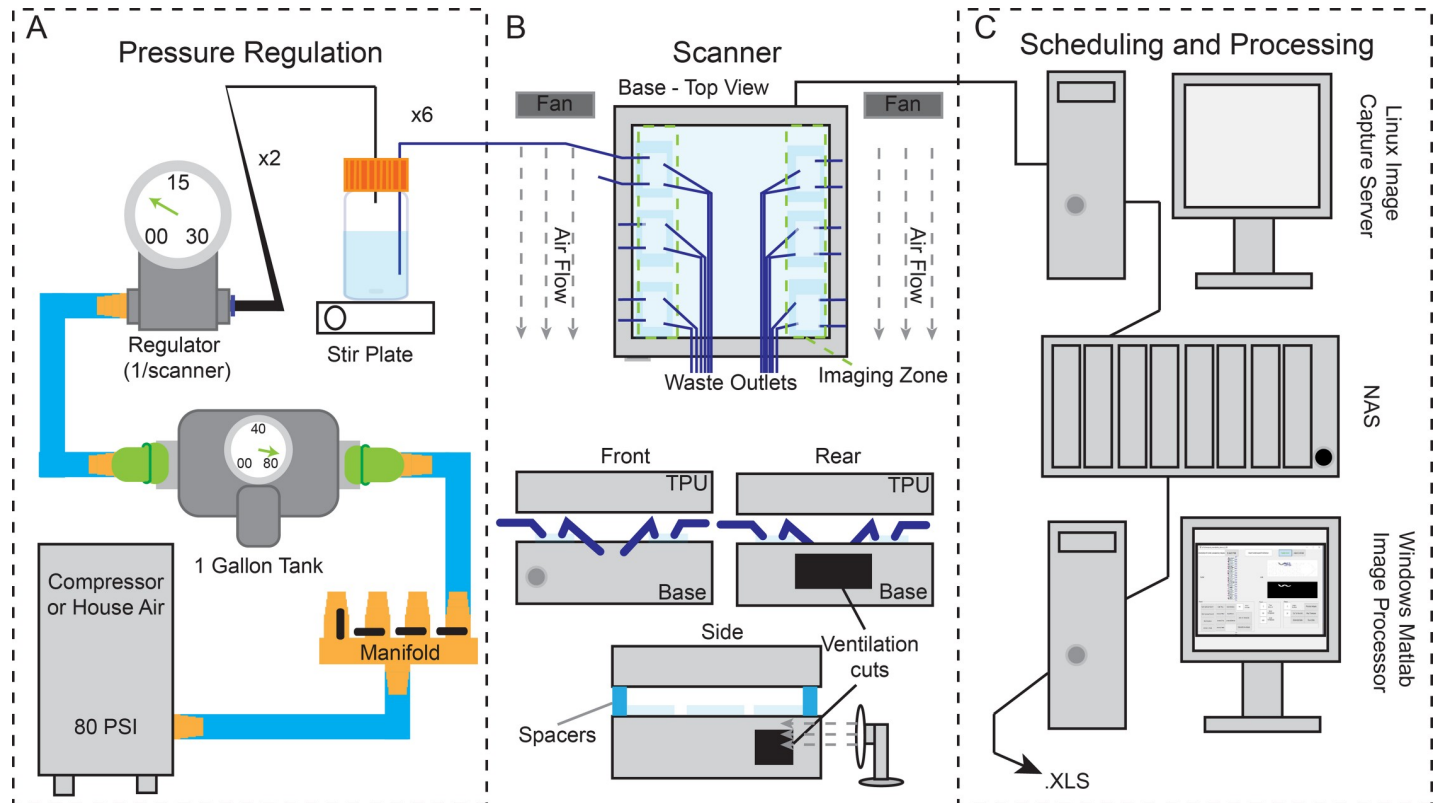 A
Pressure Regulation
x2
x6
15
00 30
Regulator
(1/scanner)
Stir Plate
40
00 80
1 Gallon Tank
Compressor
or House Air
80 PSI
Manifold
B
Scanner
Base - Top View
Fan
Fan
Air Flow
Air Flow
Waste Outlets
Imaging Zone
Front
TPU
Base
Rear
TPU
Base
Side
Ventilation
cuts
Spacers
C
Scheduling and Processing
Linux Image
Capture Server
NAS
Windows Matlab
Image Processor
.XLS